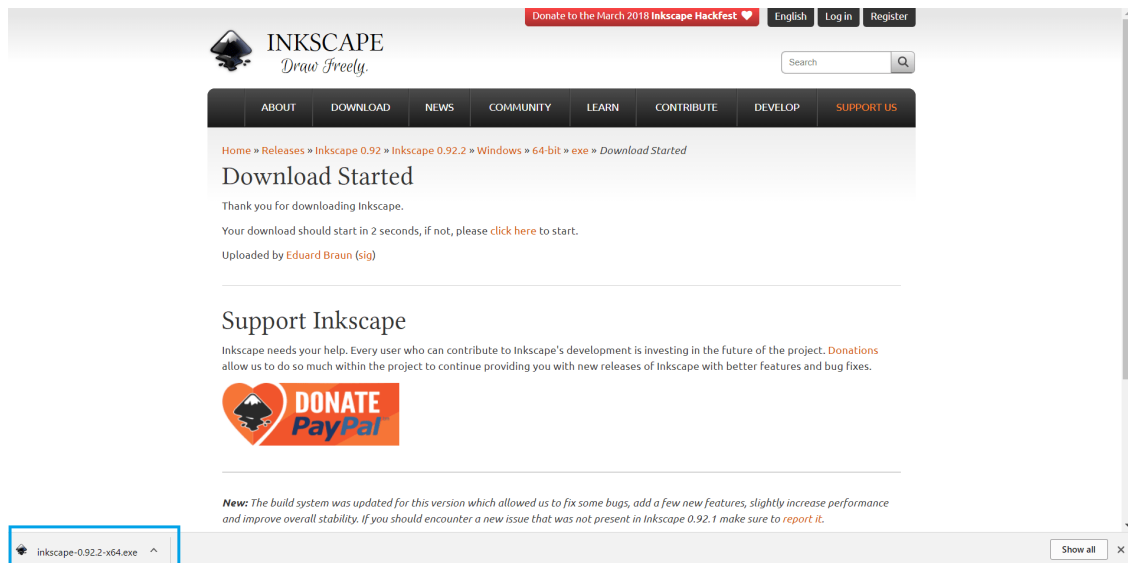 Donate to the March 2018 Inkscape Hackfest
English
Log in
Register
INKSCAPE
Draw Freely.
Search
ABOUT
DOWNLOAD
NEWS
COMMUNITY
LEARN
CONTRIBUTE
DEVELOP
SUPPORT US
Home » Releases » Inkscape 0.92 » Inkscape 0.92.2 » Windows » 64-bit » exe » Download Started
Download Started
Thank you for downloading Inkscape.
Your download should start in 2 seconds, if not, please click here to start.
Uploaded by Eduard Braun (sig)
Support Inkscape
Inkscape needs your help. Every user who can contribute to Inkscape's development is investing in the future of the project. Donations
allow us to do so much within the project to continue providing you with new releases of Inkscape with better features and bug fixes.
DONATE
PayPal
New: The build system was updated for this version which allowed us to fix some bugs, add a few new features, slightly increase performance
and improve overall stability. If you should encounter a new issue that was not present in Inkscape 0.92.1 make sure to report it.
inkscape-0.92.2-x64.exe
Show all